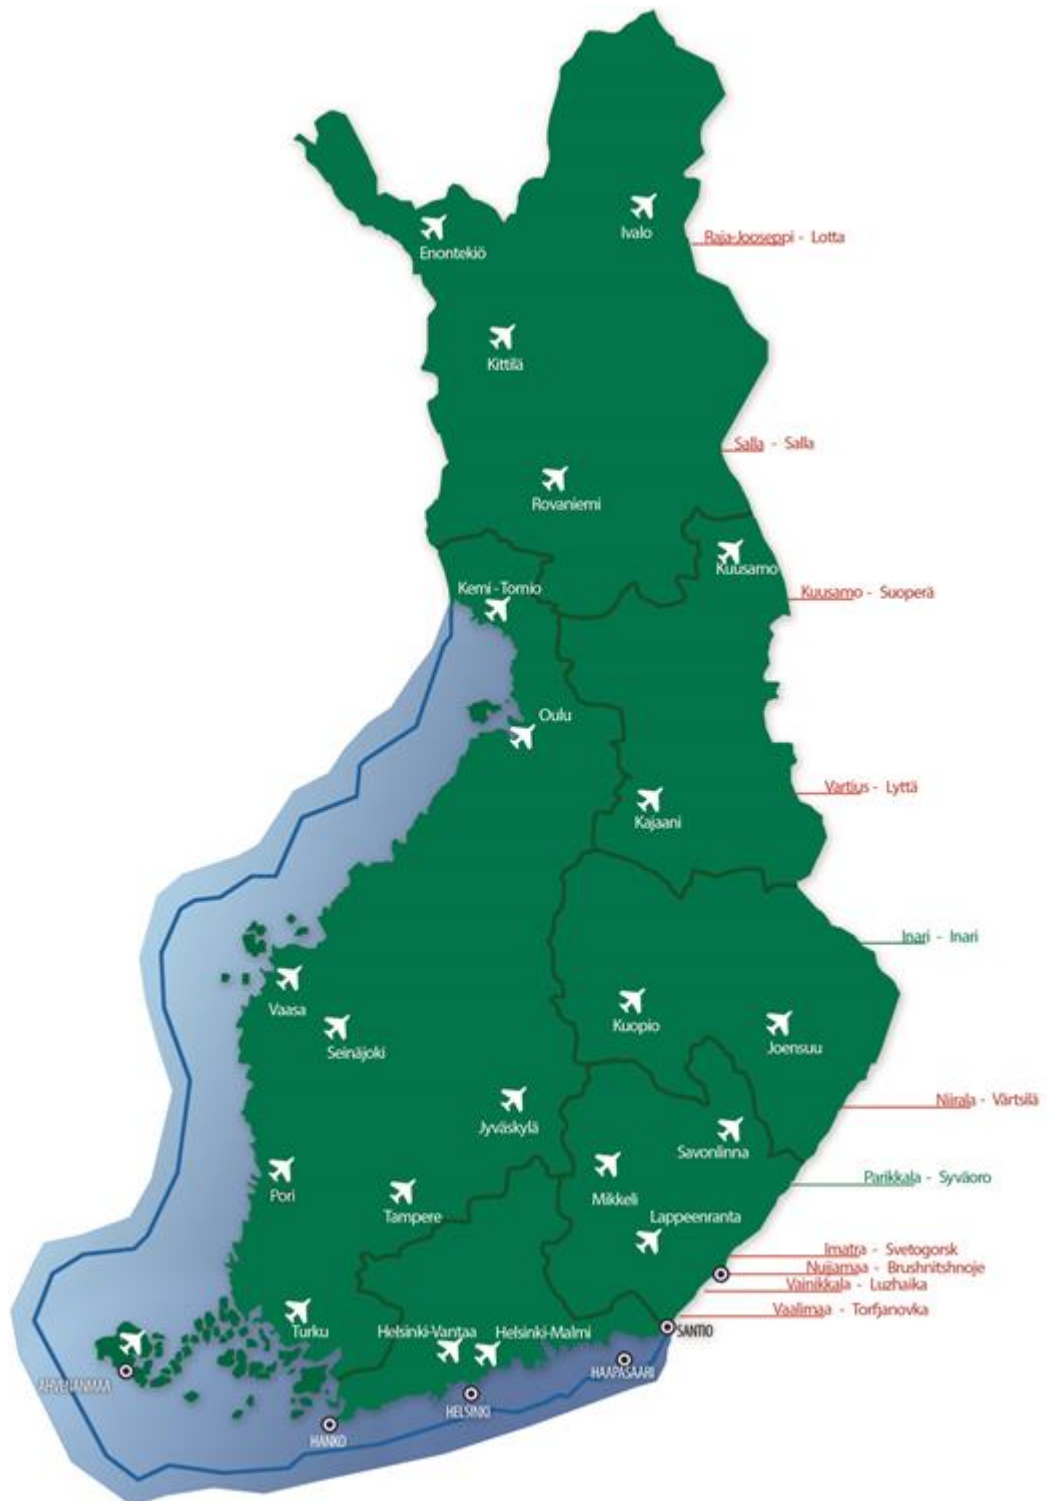 Ivalo
Raja-Jooseppi - Lotta
Enontekiö
Kittilä
Salla - Salla
Rovaniemi
Kuusamo
Kemi - Tornio
Kuusamo - Suoperä
Oulu
Vartius - Lyttä
Kajaani
Inari - Inari
Vaasa
Kuopio
Seinäjoki
Joensuu
Niirala - Värtsilä
Jyväskylä
Savonlinna
Parikkala - Syväoro
Pori
Mikkeli
Tampere
Lappeenranta
Imatra - Svetogorsk
Nuijamaa - Brushnitshnoje
Vainikkala - Luzhaika
Vaalimaa - Torfjanovka
Turku
Helsinki-Vantaa
Helsinki-Malmi
SANTIO
HAAPASAARI
AHVENANMAA
HELSINKI
HANKO